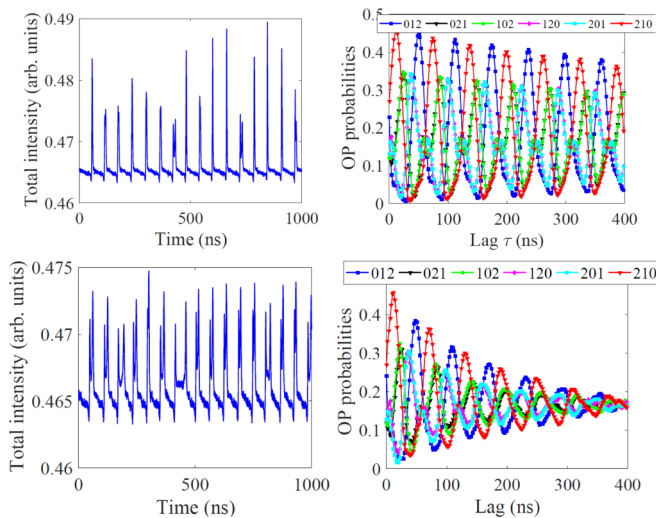 0.49
0.48
0.47
0.46
0
500
1000
Time (ns)
Total intensity (arb. units)
012 021 102 120 201 210
0.5
0.4
0.3
0.2
0.1
0
0 100 200 300 400
Lag τ (ns)
OP probabilities
0.475
0.47
0.465
0.46
0
500
1000
Time (ns)
Total intensity (arb. units)
012 021 102 120 201 210
0.5
0.4
0.3
0.2
0.1
0
0 100 200 300 400
Lag (ns)
OP probabilities